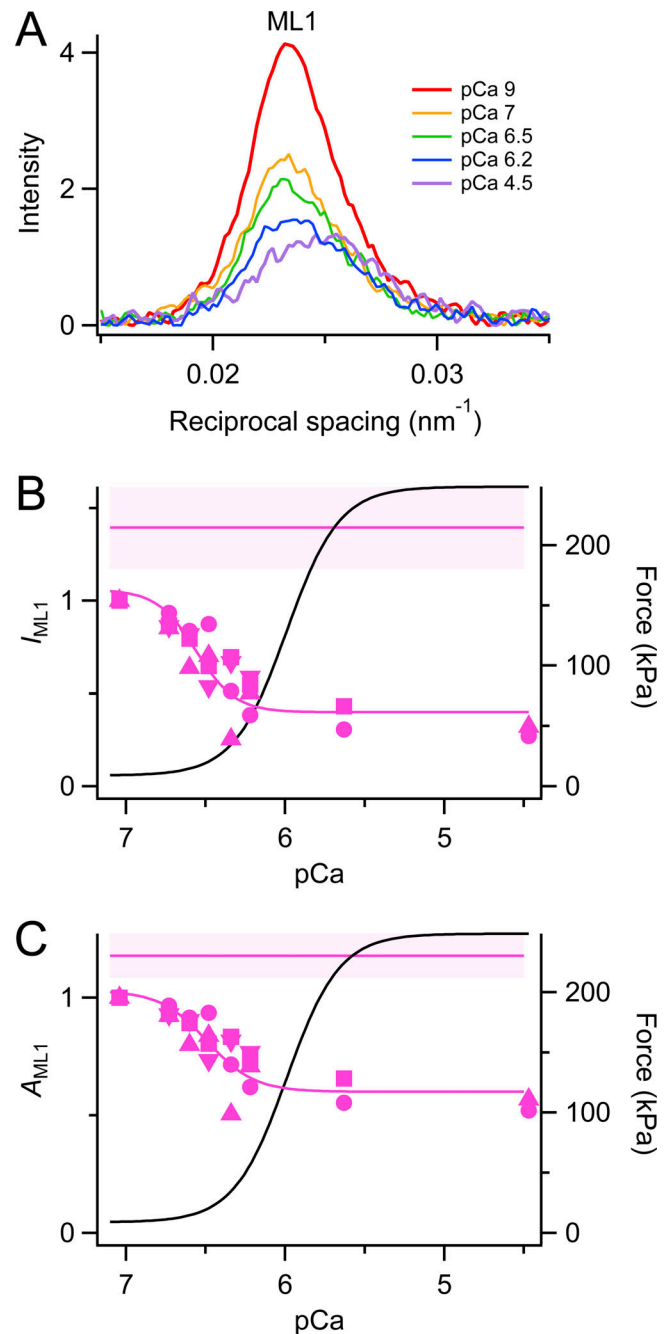 A
ML1
4
2
0
Intensity
pCa 9
pCa 7
pCa 6.5
pCa 6.2
pCa 4.5
0.02
0.03
Reciprocal spacing (nm⁻¹)
B
1
0
I_ML1
200
100
0
Force (kPa)
7
6
5
pCa
C
1
0
A_ML1
200
100
0
Force (kPa)
7
6
5
pCa